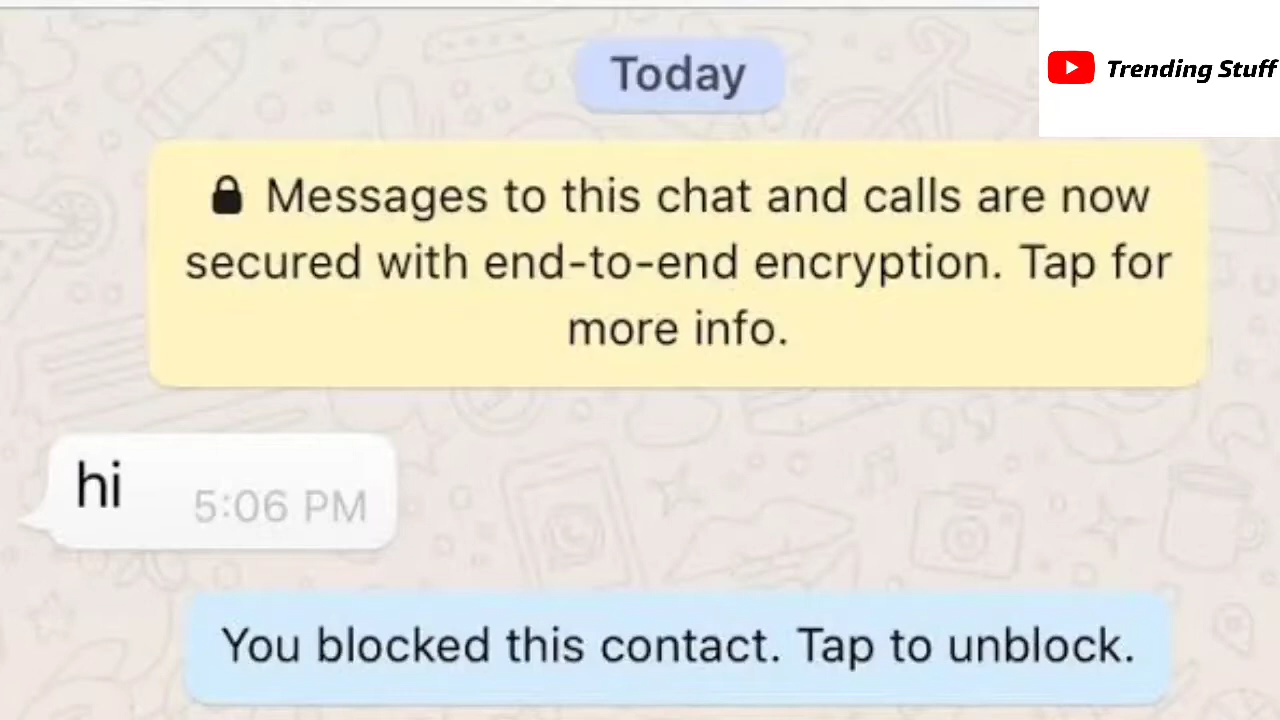 Trending Stuff
Today
Messages to this chat and calls are now
secured with end-to-end encryption. Tap for
more info.
hi
5:06 PM
You blocked this contact. Tap to unblock.